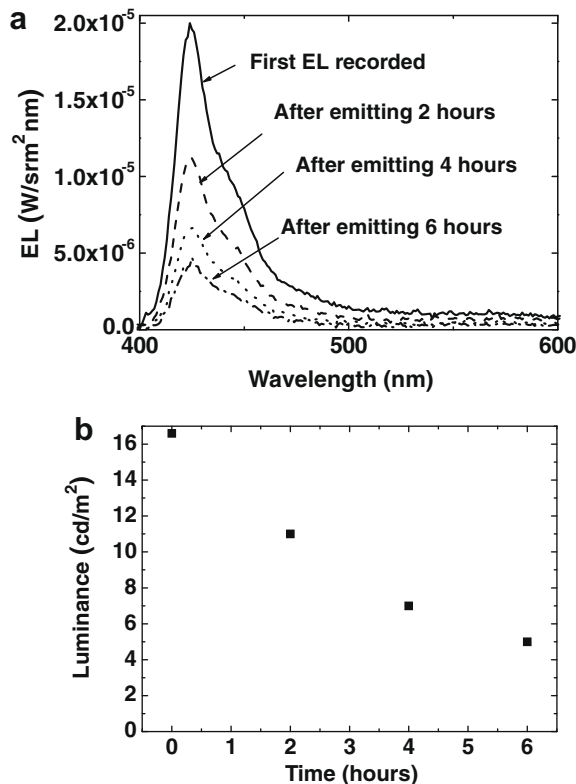 a
2.0x10-5
First EL recorded
1.5x10-5
After emitting 2 hours
1.0x10-5
After emitting 4 hours
5.0x10-6
After emitting 6 hours
0.0
EL (W/srm2 nm)
400 500 600
Wavelength (nm)
b
16
14
12
10
8
6
4
2
0
Luminance (cd/m2)
0 1 2 3 4 5 6
Time (hours)